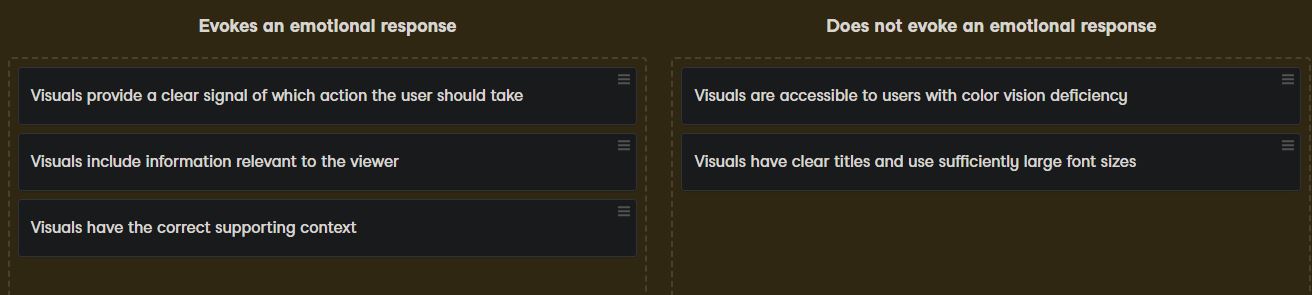 Evokes an emotional response
Visuals provide a clear signal of which action the user should take
Visuals include information relevant to the viewer
Visuals have the correct supporting context
Does not evoke an emotional response
Visuals are accessible to users with color vision deficiency
Visuals have clear titles and use sufficiently large font sizes